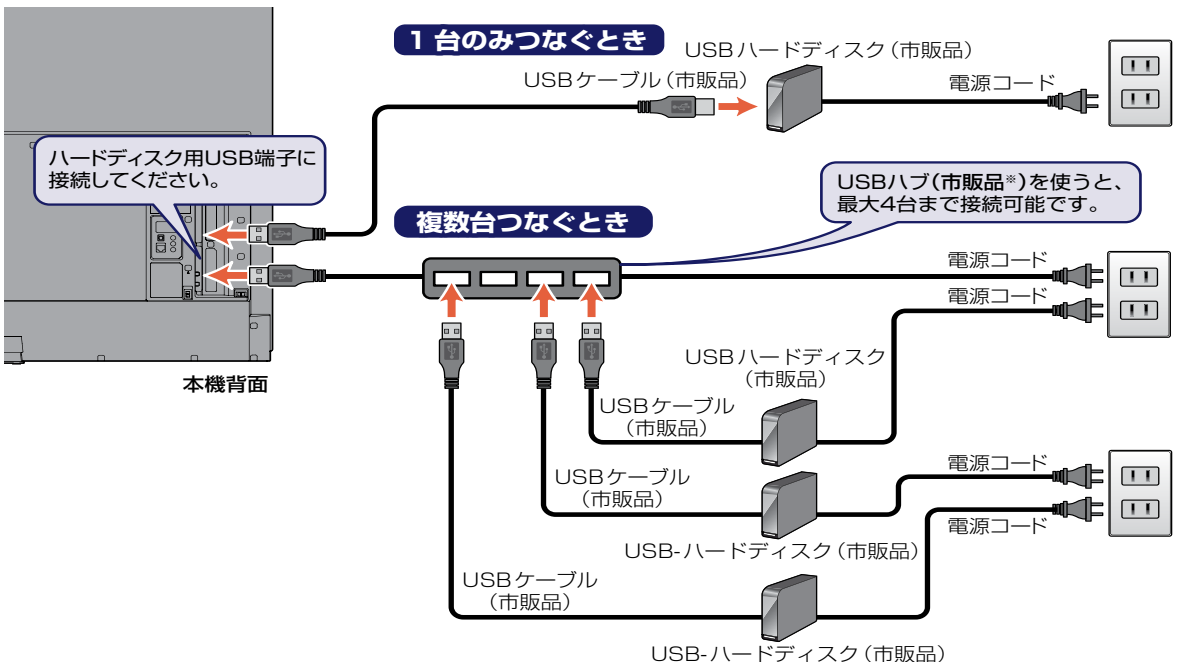 1 台のみつなぐとき
USBハードディスク(市販品)
USBケーブル(市販品)
電源コード
ハードディスク用USB端子に
接続してください。
USBハブ(市販品※)を使うと、
最大4台まで接続可能です。
複数台つなぐとき
電源コード
電源コード
本機背面
USBハードディスク
(市販品)
USBケーブル
(市販品)
電源コード
USBケーブル
(市販品)
電源コード
USB-ハードディスク(市販品)
USBケーブル
(市販品)
USB-ハードディスク(市販品)